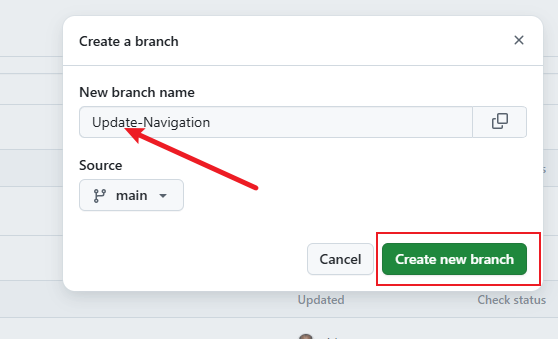 Create a branch
New branch name
Update-Navigation
Source
main
Cancel
Create new branch
Updated
Check status